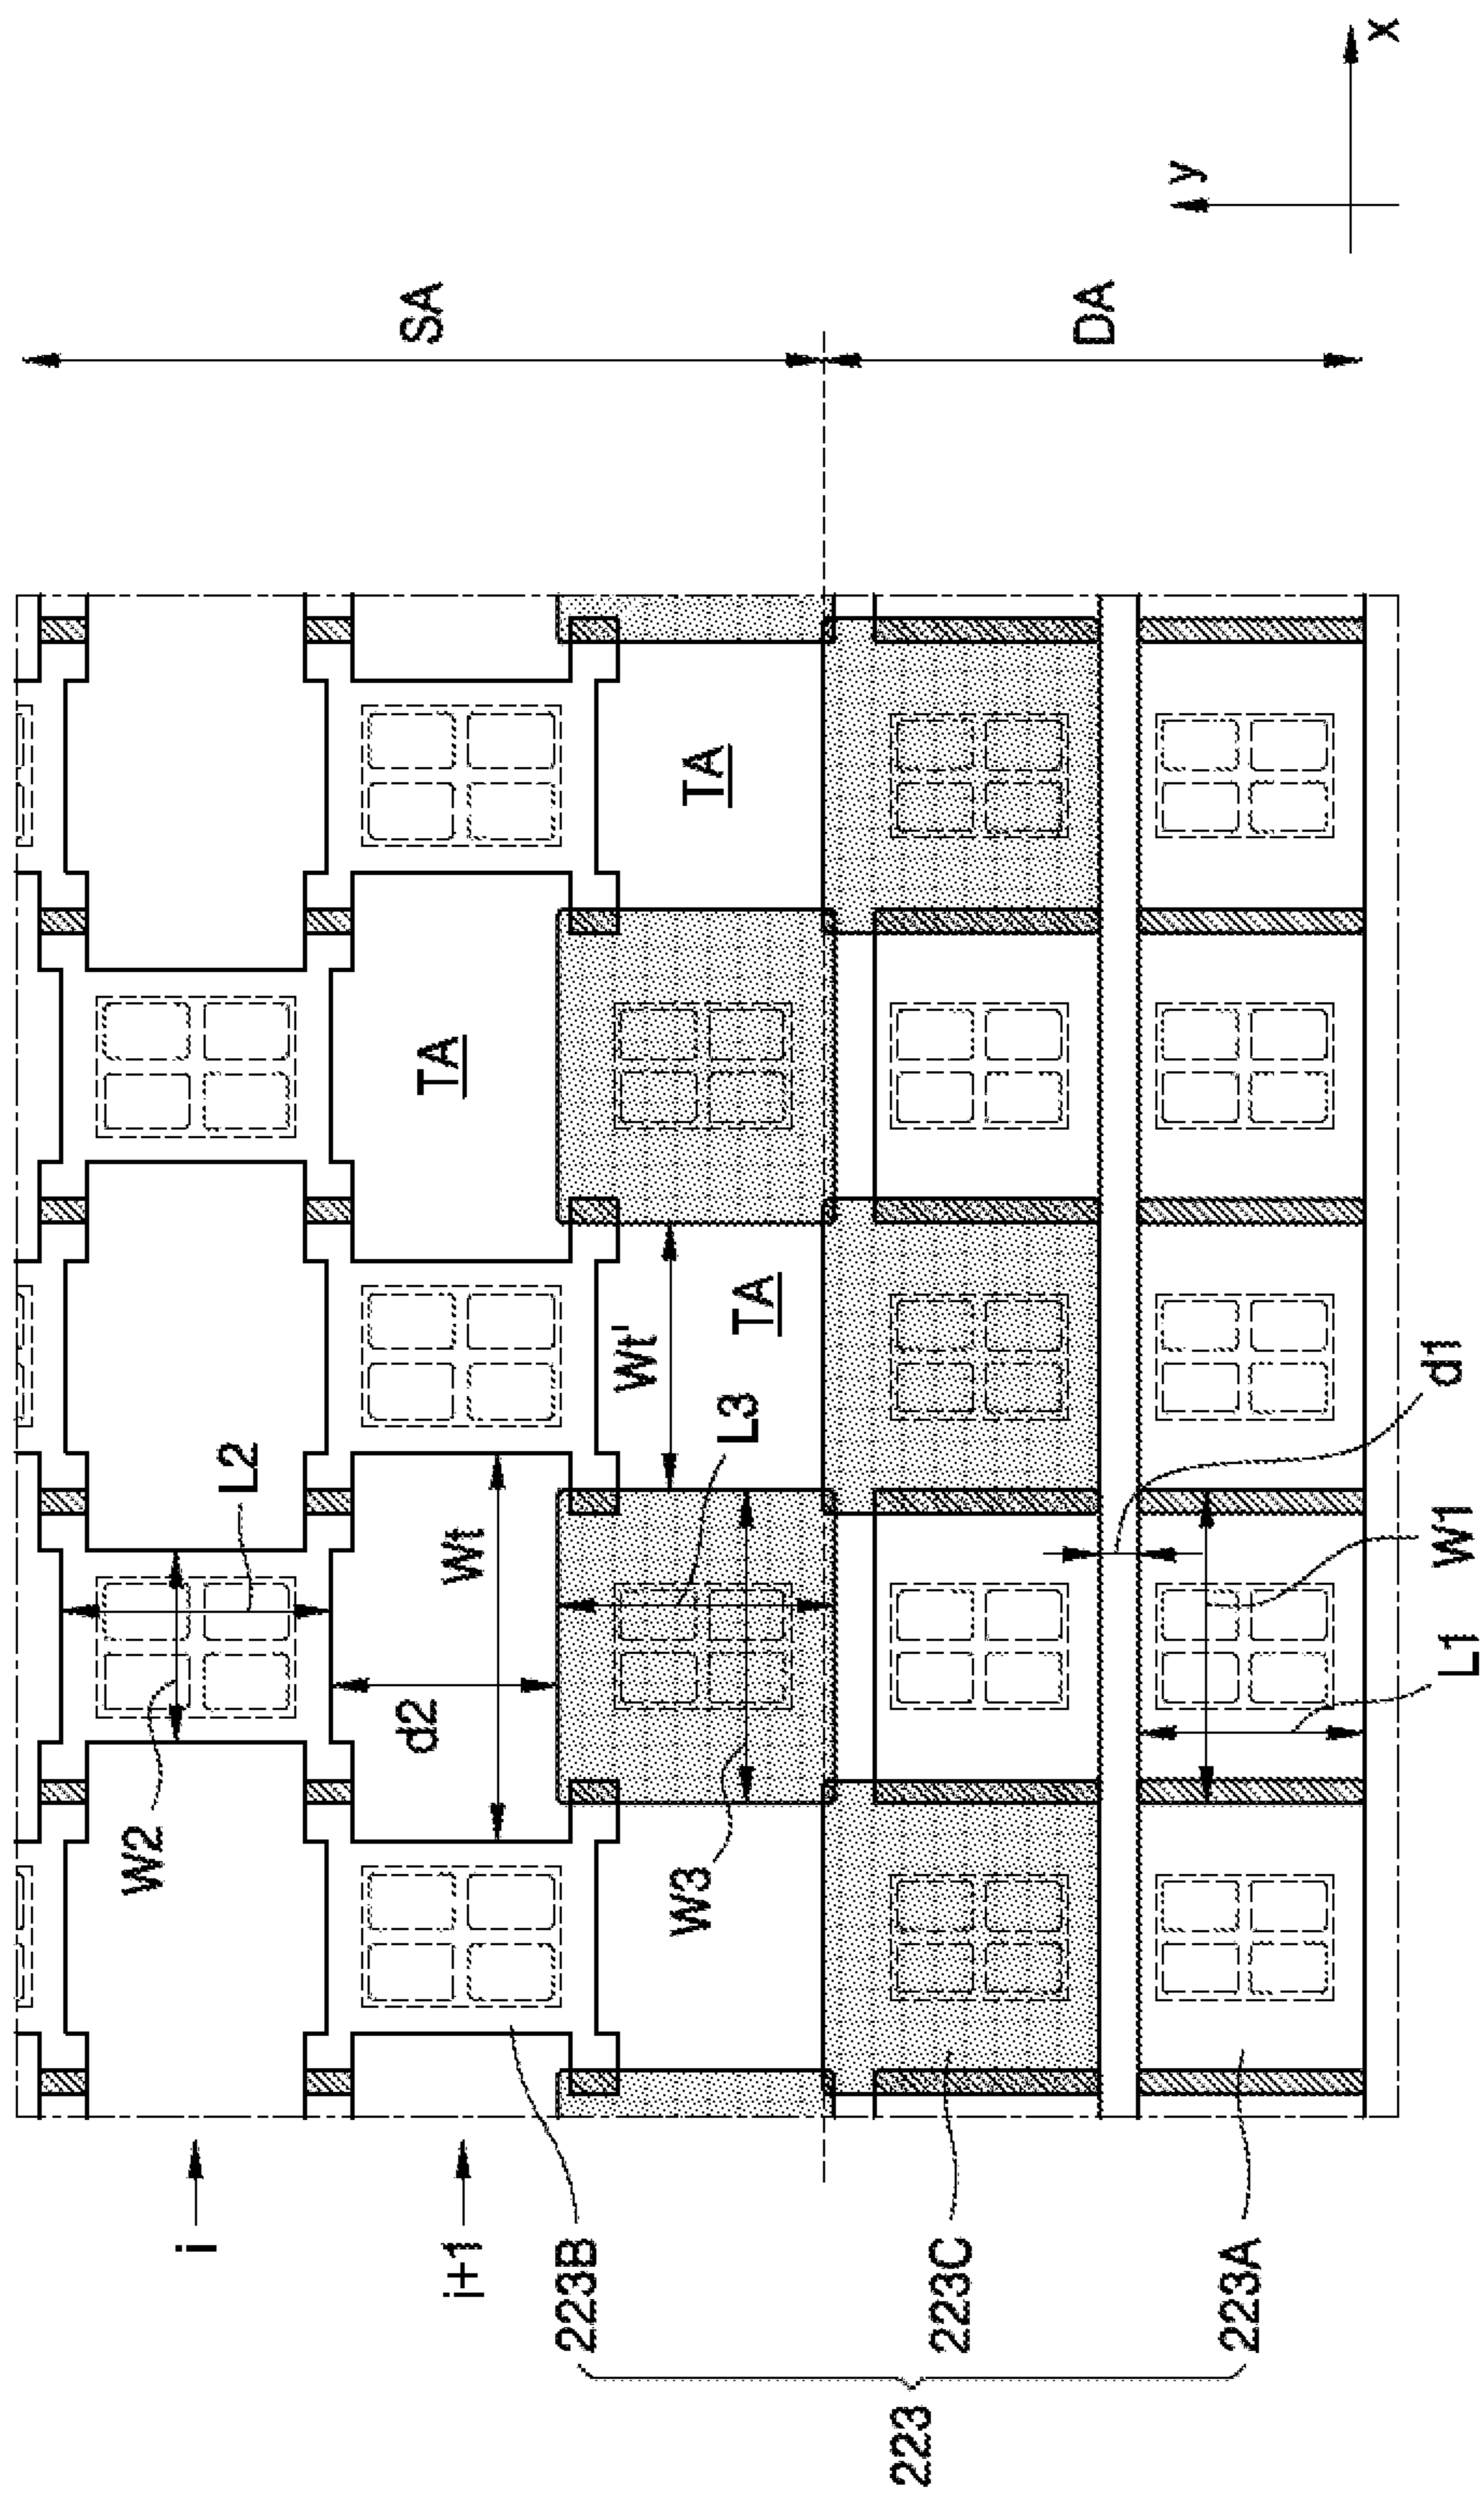 SA
DA
y
x
TA
TA
TA
Wt'
L3
L2
Wt
d2
W2
W3
d1
W1
L1
i
i+1
223B
223C
223A
223